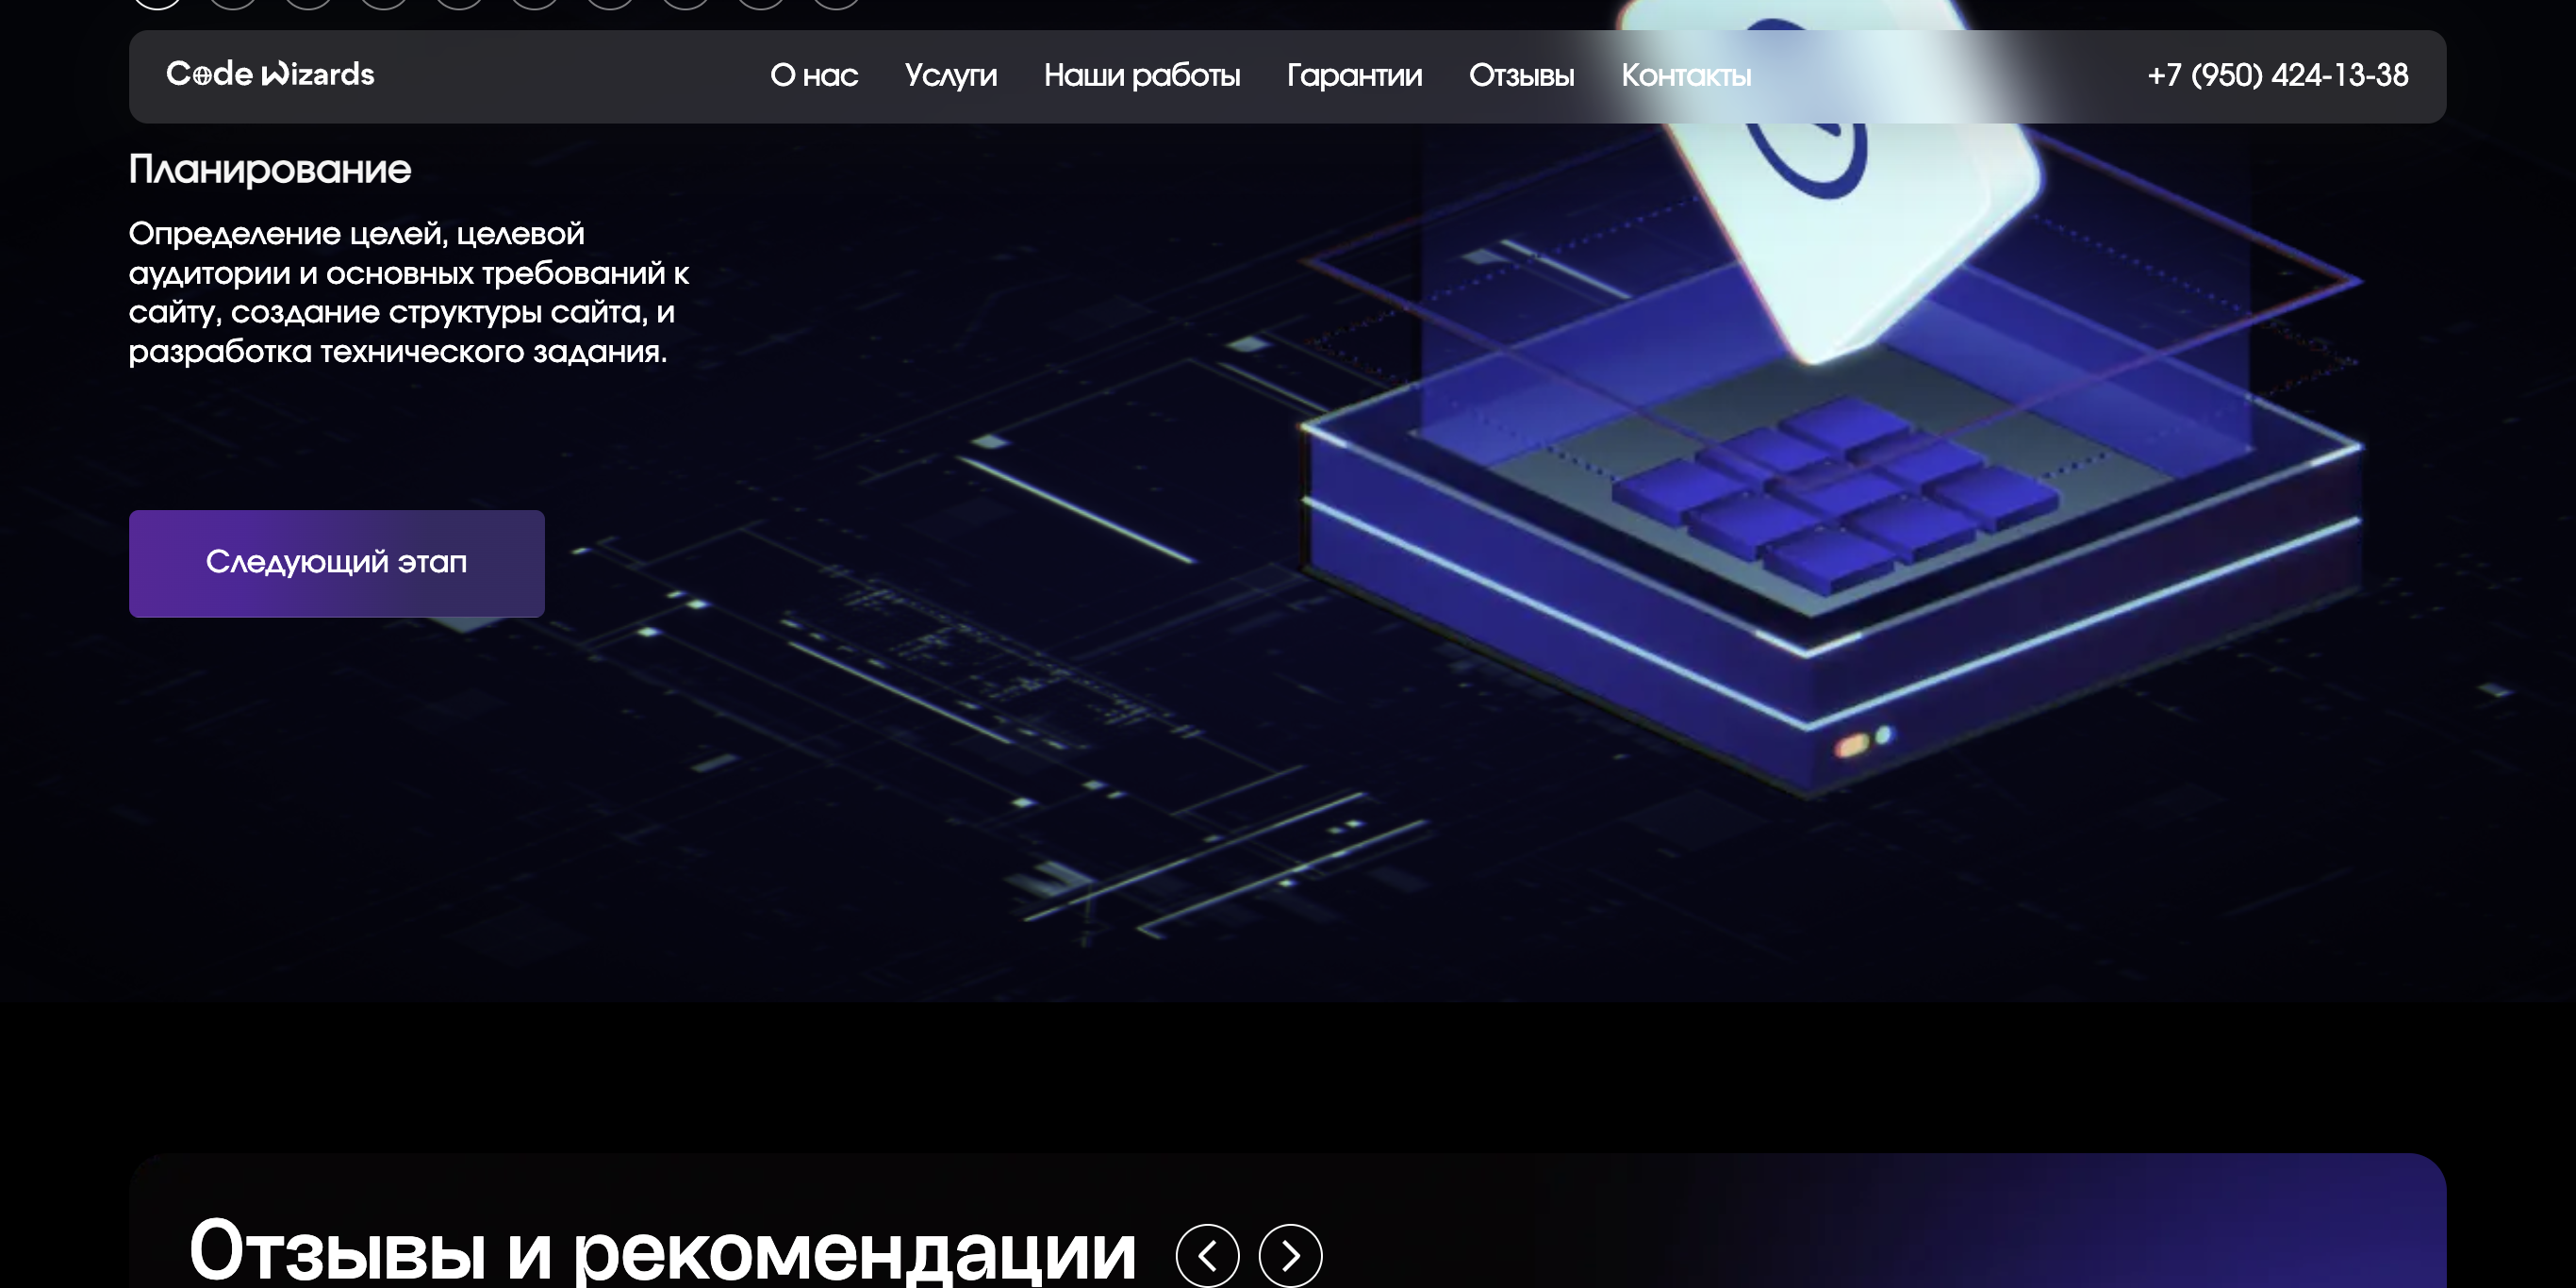 Code Wizards
О нас
Услуги
Наши работы
Гарантии
Отзывы
Контакты
+7 (950) 424-13-38
Планирование
Определение целей, целевой
аудитории и основных требований к
сайту, создание структуры сайта, и
разработка технического задания.
Следующий этап
Отзывы и рекомендации